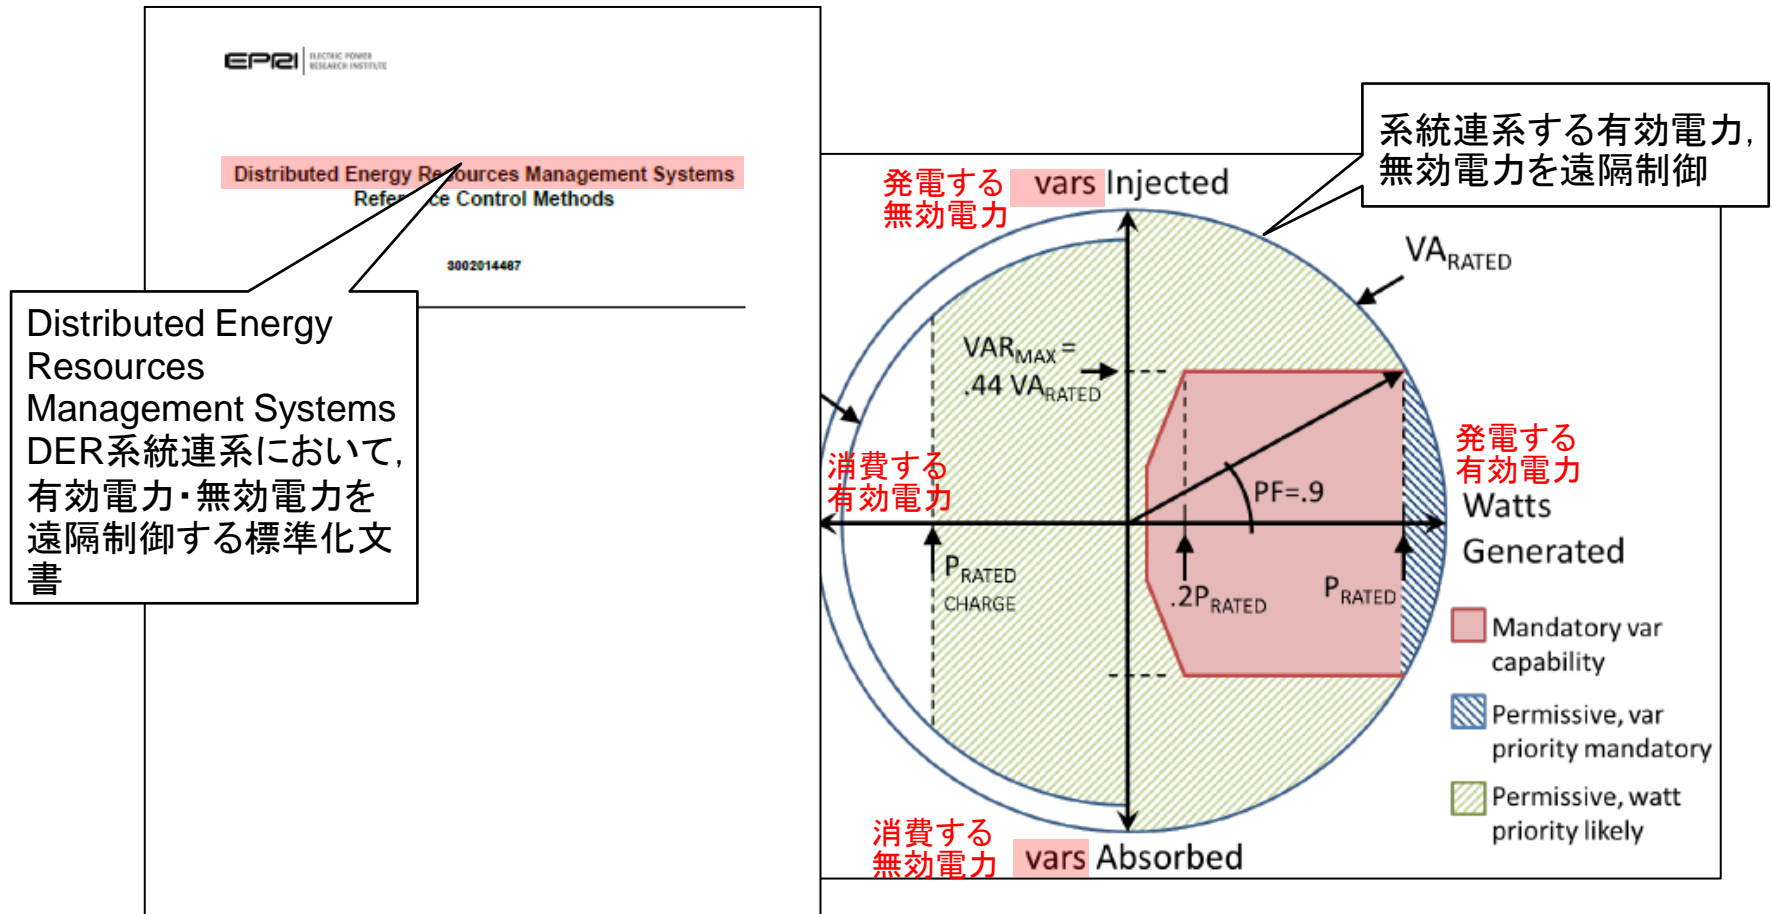 EPRI
ELECTRIC POWER
RESEARCH INSTITUTE
Distributed Energy Resources Management Systems
Reference Control Methods
3002014487
Distributed Energy
Resources
Management Systems
DER系統連系において,
有効電力・無効電力を
遠隔制御する標準化文
書
系統連系する有効電力,
無効電力を遠隔制御
発電する
無効電力
vars Injected
VARATED
VARMAX =
.44 VARATED
消費する
有効電力
発電する
有効電力
PF=.9
Watts
Generated
PRATED
CHARGE
.2PRATED
PRATED
Mandatory var
capability
Permissive, var
priority mandatory
Permissive, watt
priority likely
消費する
無効電力
vars Absorbed